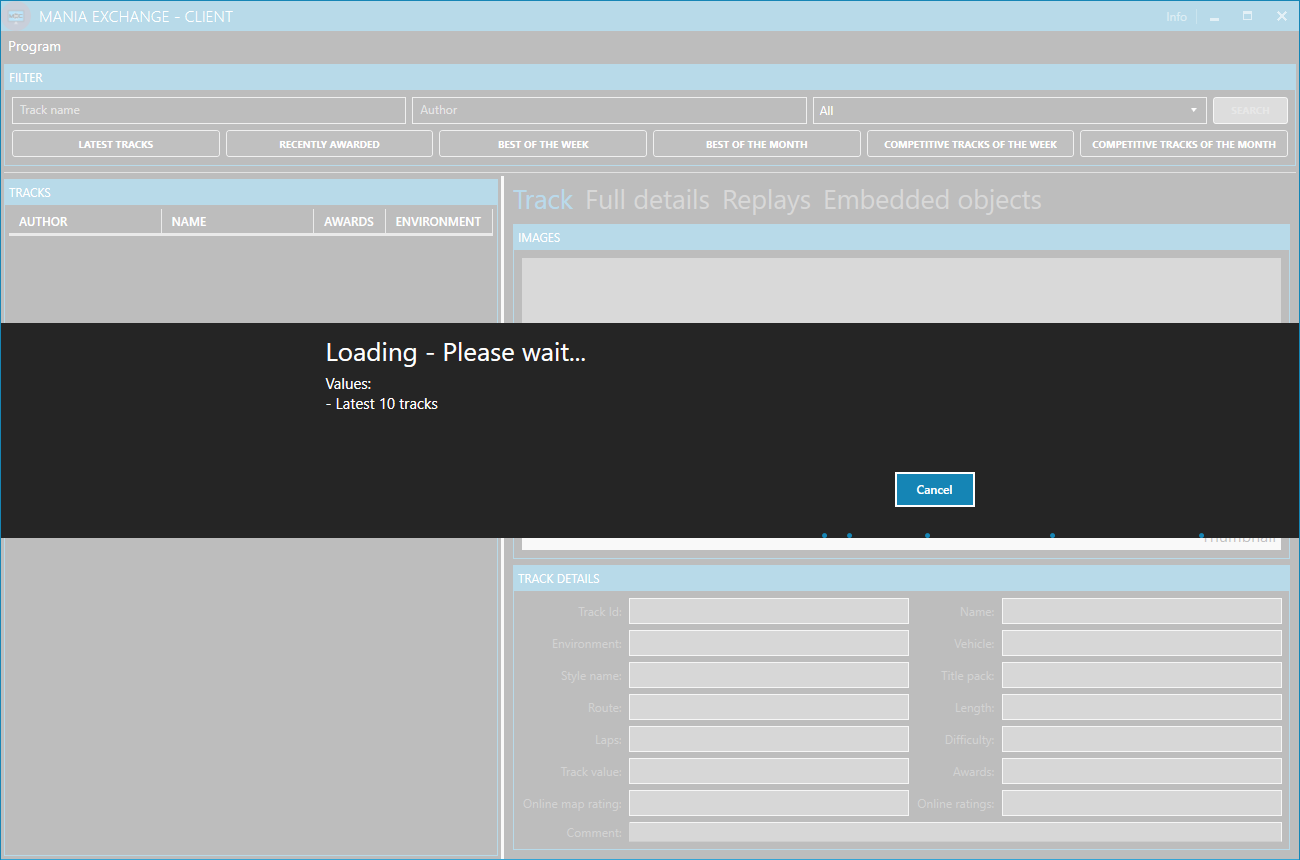 MANIA EXCHANGE - CLIENT
Info
Program
FILTER
Track name
Author
All
SEARCH
LATEST TRACKS
RECENTLY AWARDED
BEST OF THE WEEK
BEST OF THE MONTH
COMPETITIVE TRACKS OF THE WEEK
COMPETITIVE TRACKS OF THE MONTH
TRACKS
AUTHOR
NAME
AWARDS
ENVIRONMENT
Track
Full details
Replays
Embedded objects
IMAGES
Loading - Please wait...
Values:
- Latest 10 tracks
Cancel
Thumbnail
TRACK DETAILS
Track Id:
Name:
Environment:
Vehicle:
Style name:
Title pack:
Route:
Length:
Laps:
Difficulty:
Track value:
Awards:
Online map rating:
Online ratings:
Comment: